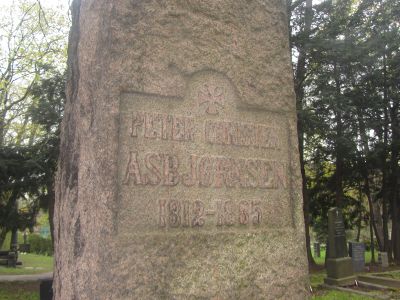 PETER CHRISTEN
ASBJØRNSEN
1812-1885